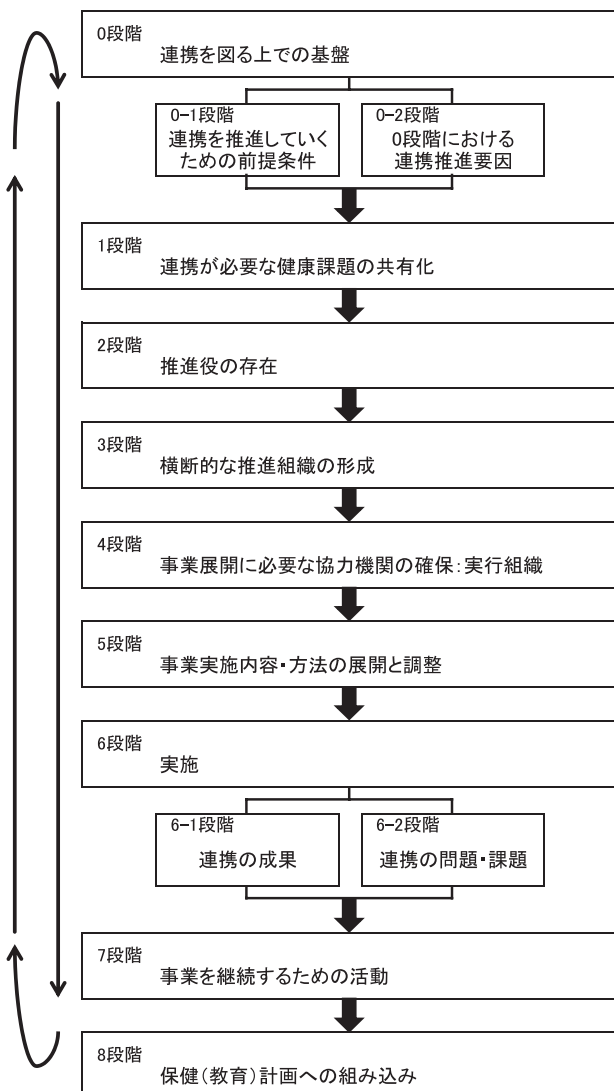 0段階
連携を図る上での基盤
0-1段階
連携を推進していく
ための前提条件
0-2段階
0段階における
連携推進要因
1段階
連携が必要な健康課題の共有化
2段階
推進役の存在
3段階
横断的な推進組織の形成
4段階
事業展開に必要な協力機関の確保:実行組織
5段階
事業実施内容・方法の展開と調整
6段階
実施
6-1段階
連携の成果
6-2段階
連携の問題・課題
7段階
事業を継続するための活動
8段階
保健(教育)計画への組み込み